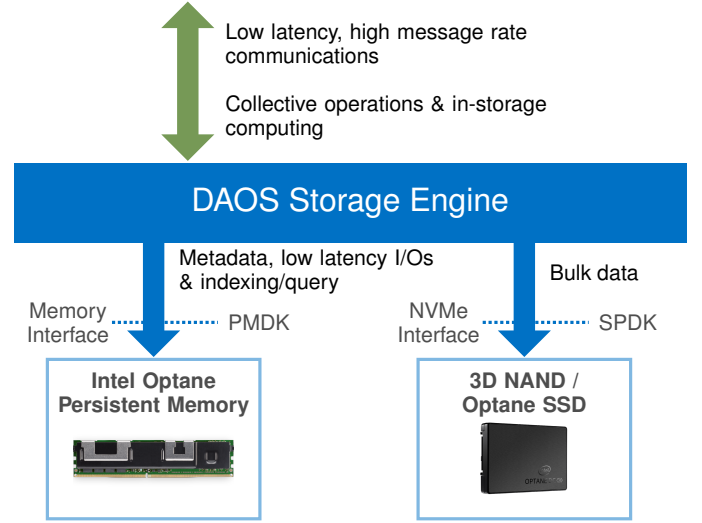 Low latency, high message rate
communications
Collective operations & in-storage
computing
DAOS Storage Engine
Metadata, low latency I/Os
& indexing/query
Bulk data
Memory
Interface
PMDK
NVMe
Interface
SPDK
Intel Optane
Persistent Memory
3D NAND /
Optane SSD